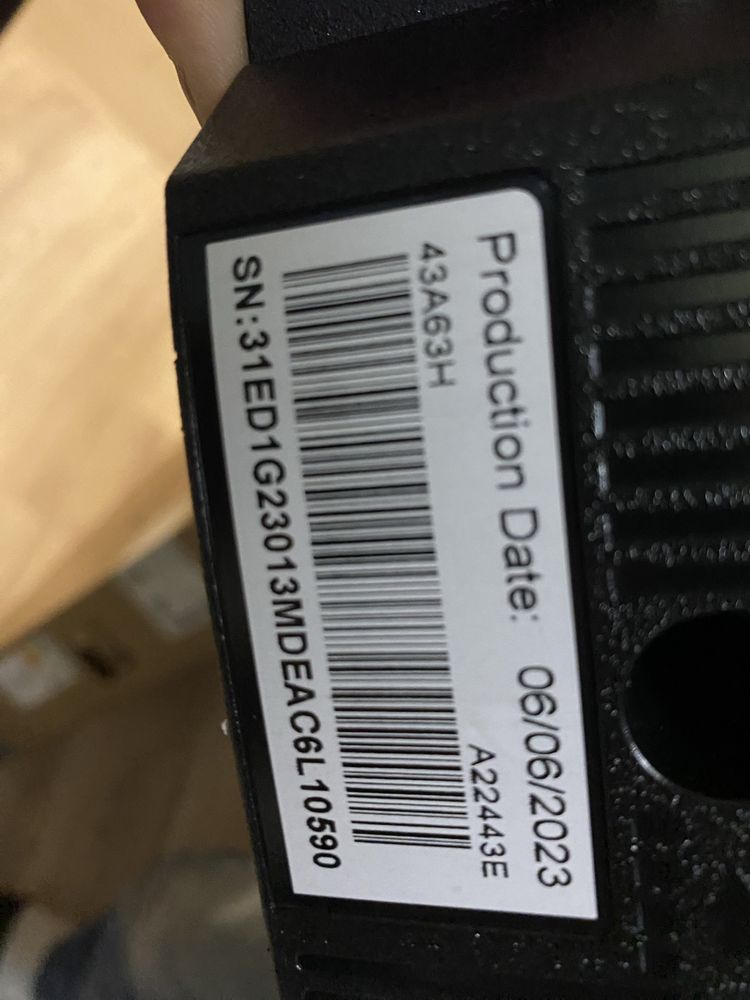 Production Date: 06/06/2023
43A63H A22443E
SN:31ED1G23013MDEAC6L10590